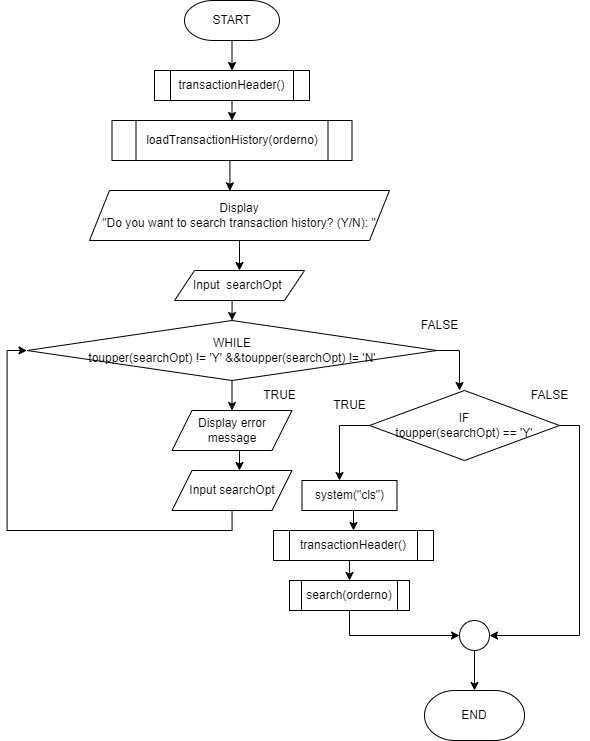 START
transactionHeader()
loadTransactionHistory(orderno)
Display
"Do you want to search transaction history? (Y/N): "
Input searchOpt
FALSE
WHILE
toupper(searchOpt) != 'Y' &&toupper(searchOpt) != 'N'
TRUE
Display error
message
Input searchOpt
TRUE
FALSE
IF
toupper(searchOpt) == 'Y'
system("cls")
transactionHeader()
search(orderno)
END